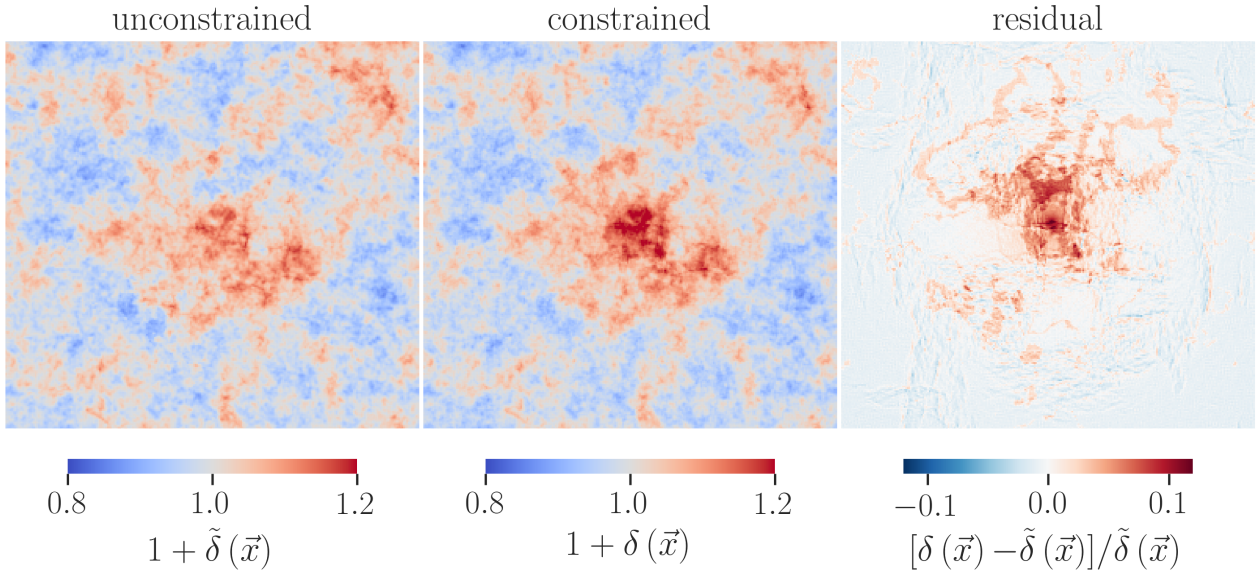 unconstrained
constrained
residual
0.8 1.0 1.2
0.8 1.0 1.2
−0.1 0.0 0.1
1 + δ̃ (x⃗)
1 + δ (x⃗)
[δ (x⃗) − δ̃ (x⃗)]/δ̃ (x⃗)